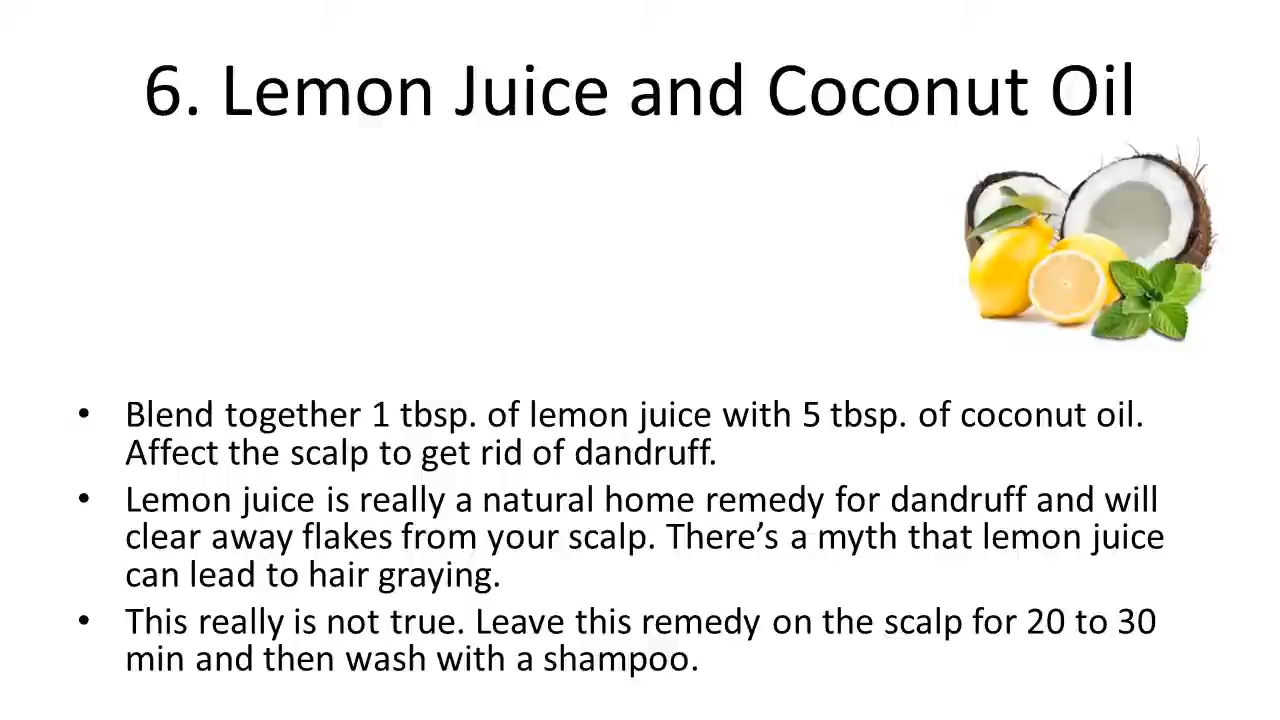 6. Lemon Juice and Coconut Oil
• Blend together 1 tbsp. of lemon juice with 5 tbsp. of coconut oil.
Affect the scalp to get rid of dandruff.
• Lemon juice is really a natural home remedy for dandruff and will
clear away flakes from your scalp. There’s a myth that lemon juice
can lead to hair graying.
• This really is not true. Leave this remedy on the scalp for 20 to 30
min and then wash with a shampoo.